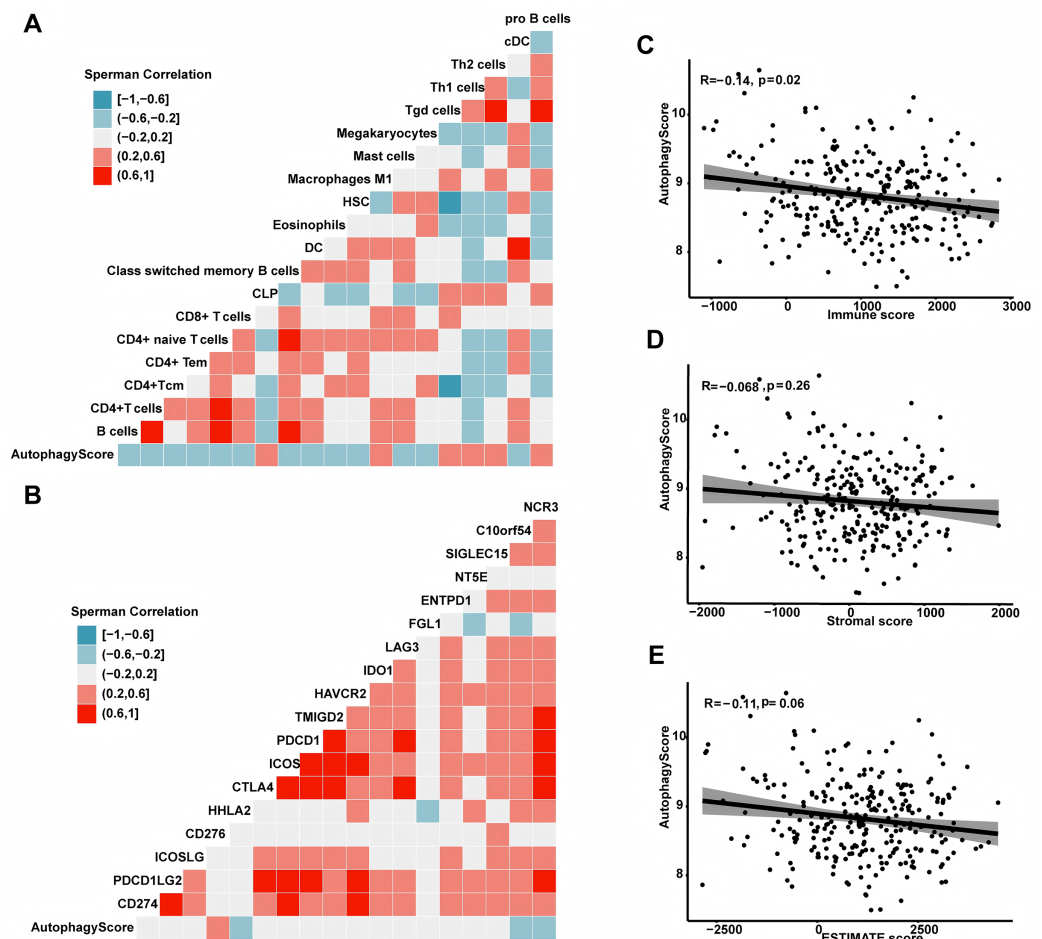 A
pro B cells
cDC
Th2 cells
Th1 cells
Tgd cells
Megakaryocytes
Mast cells
Macrophages M1
HSC
Eosinophils
DC
Class switched memory B cells
CLP
CD8+ T cells
CD4+ naive T cells
CD4+ Tem
CD4+Tcm
CD4+T cells
B cells
AutophagyScore
Sperman Correlation
[−1,−0.6]
(−0.6,−0.2]
(−0.2,0.2]
(0.2,0.6]
(0.6,1]
B
NCR3
C10orf54
SIGLEC15
NT5E
ENTPD1
FGL1
LAG3
IDO1
HAVCR2
TMIGD2
PDCD1
ICOS
CTLA4
HHLA2
CD276
ICOSLG
PDCD1LG2
CD274
AutophagyScore
Sperman Correlation
[−1,−0.6]
(−0.6,−0.2]
(−0.2,0.2]
(0.2,0.6]
(0.6,1]
C
R=−0.14, p=0.02
AutophagyScore
10
9
8
−1000 0 1000 2000 3000
Immune score
D
R=−0.068 ,p=0.26
AutophagyScore
10
9
8
−2000 −1000 0 1000 2000
Stromal score
E
R=−0.11, p= 0.06
AutophagyScore
10
9
8
−2500 0 2500
ESTIMATE score